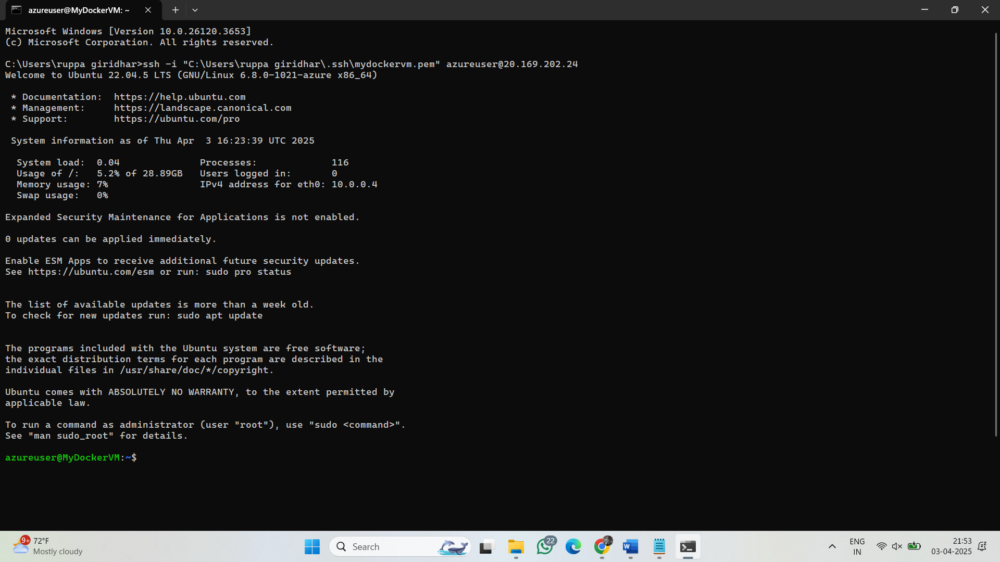 azureuser@MyDockerVM: ~
Microsoft Windows [Version 10.0.26120.3653]
(c) Microsoft Corporation. All rights reserved.
C:\Users\ruppa giridhar>ssh -i "C:\Users\ruppa giridhar\.ssh\mydockervm.pem" azureuser@20.169.202.24
Welcome to Ubuntu 22.04.5 LTS (GNU/Linux 6.8.0-1021-azure x86_64)
* Documentation:  https://help.ubuntu.com
* Management:     https://landscape.canonical.com
* Support:        https://ubuntu.com/pro
System information as of Thu Apr  3 16:23:39 UTC 2025
System load:  0.04              Processes:             116
Usage of /:   5.2% of 28.89GB   Users logged in:       0
Memory usage: 7%                IPv4 address for eth0: 10.0.0.4
Swap usage:   0%
Expanded Security Maintenance for Applications is not enabled.
0 updates can be applied immediately.
Enable ESM Apps to receive additional future security updates.
See https://ubuntu.com/esm or run: sudo pro status
The list of available updates is more than a week old.
To check for new updates run: sudo apt update
The programs included with the Ubuntu system are free software;
the exact distribution terms for each program are described in the
individual files in /usr/share/doc/*/copyright.
Ubuntu comes with ABSOLUTELY NO WARRANTY, to the extent permitted by
applicable law.
To run a command as administrator (user "root"), use "sudo <command>".
See "man sudo_root" for details.
azureuser@MyDockerVM:~$
9+
72°F
Mostly cloudy
Search
22
ENG
IN
21:53
03-04-2025